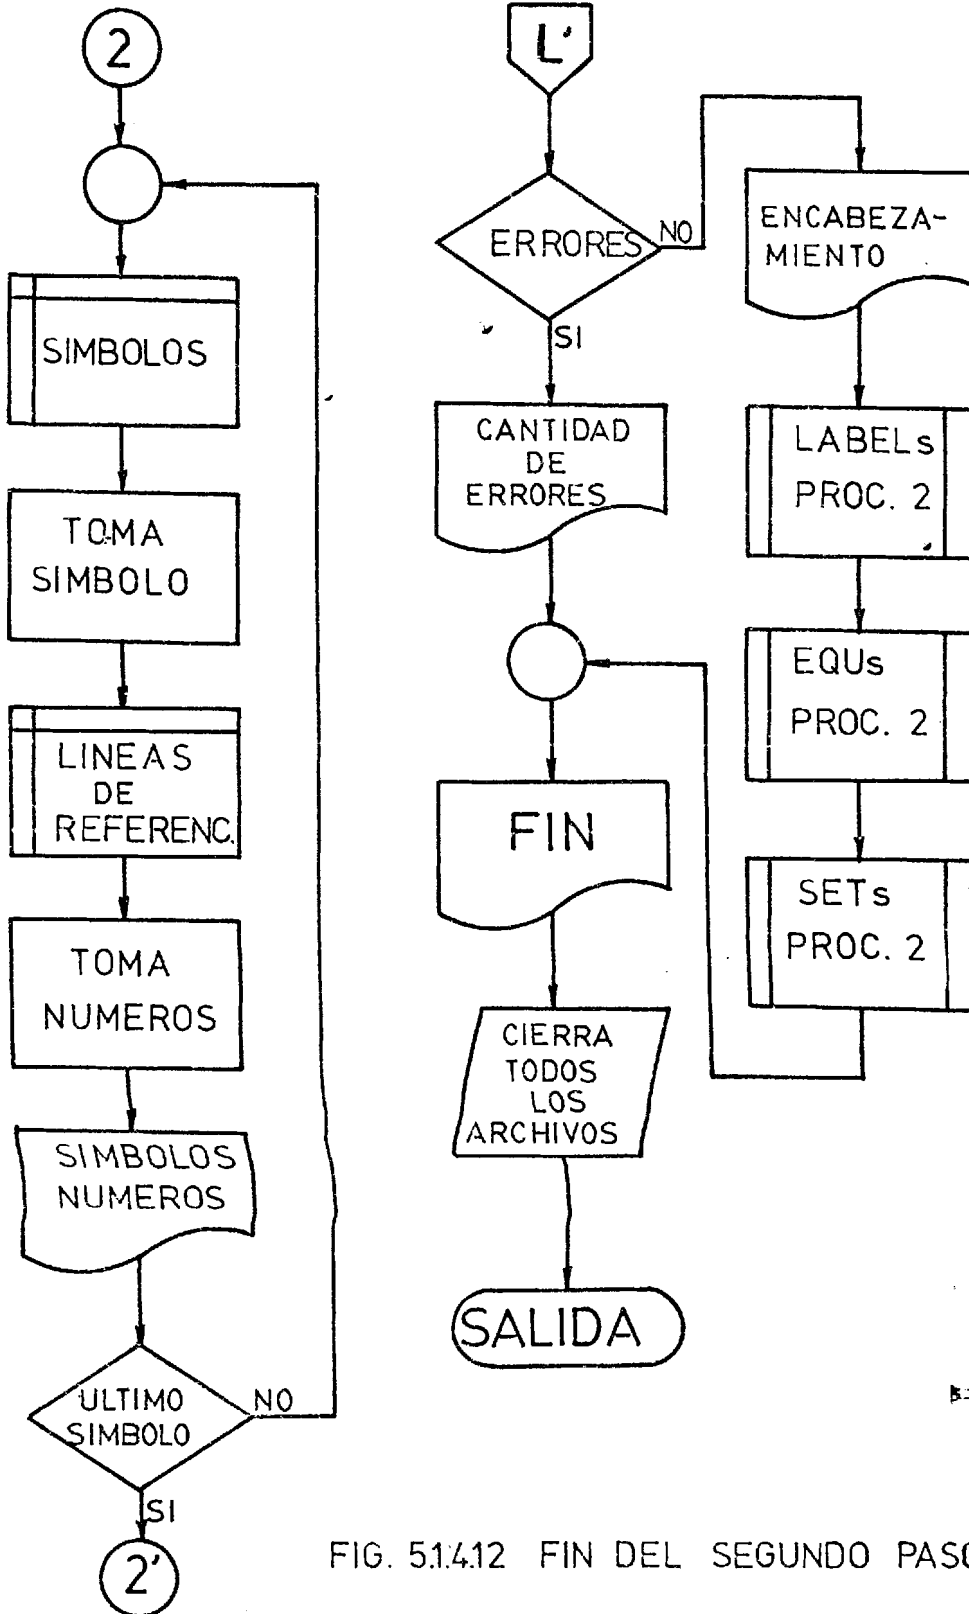 2
SIMBOLOS
TOMA
SIMBOLO
LINEAS
DE
REFERENC.
TOMA
NUMEROS
SIMBOLOS
NUMEROS
ULTIMO
SIMBOLO
NO
SI
2'
L'
ERRORES
NO
SI
CANTIDAD
DE
ERRORES
FIN
CIERRA
TODOS
LOS
ARCHIVOS
SALIDA
ENCABEZA-
MIENTO
LABELs
PROC. 2
EQUs
PROC. 2
SETs
PROC. 2
FIG. 5.1.4.12 FIN DEL SEGUNDO PASO